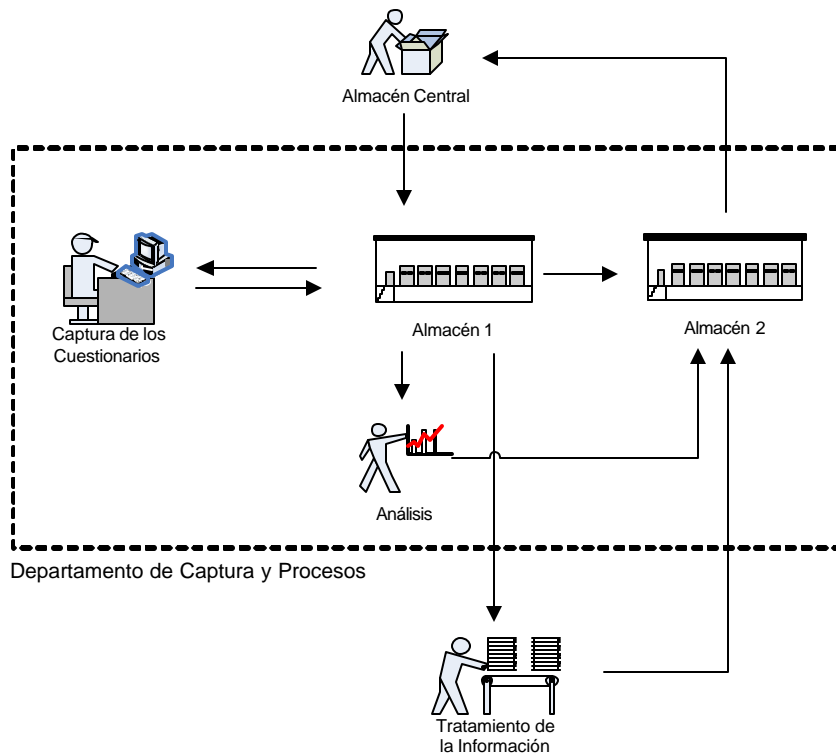 Almacén Central
Captura de los
Cuestionarios
Almacén 1
Almacén 2
Análisis
Departamento de Captura y Procesos
Tratamiento de
la Información